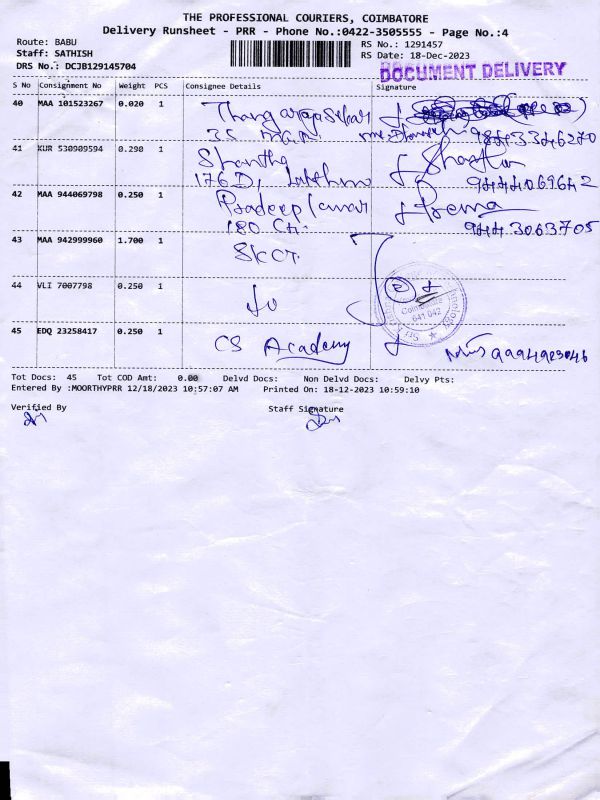 THE PROFESSIONAL COURIERS, COIMBATORE
Delivery Runsheet - PRR - Phone No.:0422-3505555 - Page No.:4
Route: BABU
Staff: SATHISH
DRS No.: DCJB129145704
RS No.: 1291457
RS Date: 18-Dec-2023
DOCUMENT DELIVERY
S No Consignment No Weight PCS Consignee Details Signature
40 MAA 101523267 0.020 1
9843346270
41 KUR 530909594 0.290 1 Shantha
176 D,
9444069642
42 MAA 944069798 0.250 1 Pradeep Kumar Prema
180 Ct. 9443063705
43 MAA 942999960 1.700 1 SKCT
44 VLI 7007798 0.250 1
Coimbatore
641 042
45 EDQ 23258417 0.250 1 CS Academy
Tot Docs: 45 Tot COD Amt: 0.00 Delvd Docs: Non Delvd Docs: Delvy Pts:
Entered By :MOORTHYPRR 12/18/2023 10:57:07 AM Printed On: 18-12-2023 10:59:10
Verified By Staff Signature